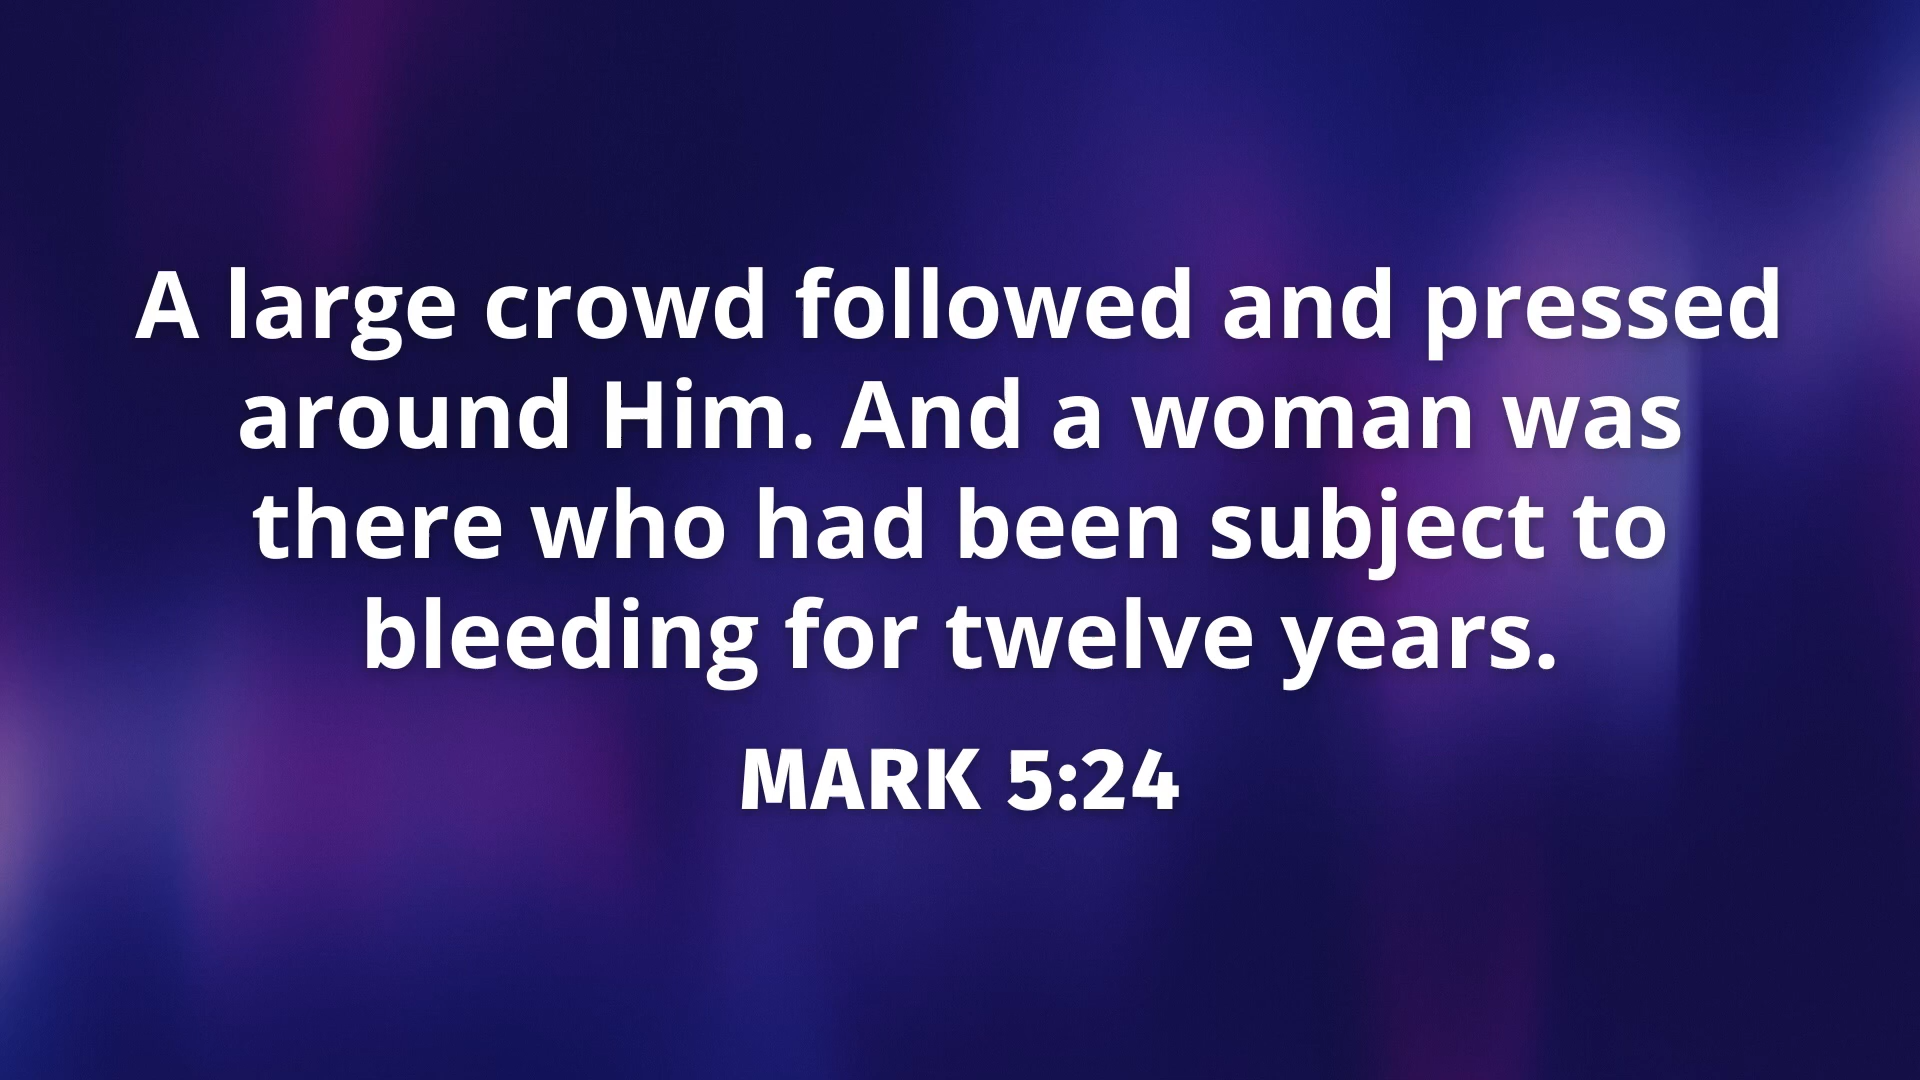 A large crowd followed and pressed
around Him. And a woman was
there who had been subject to
bleeding for twelve years.
MARK 5:24